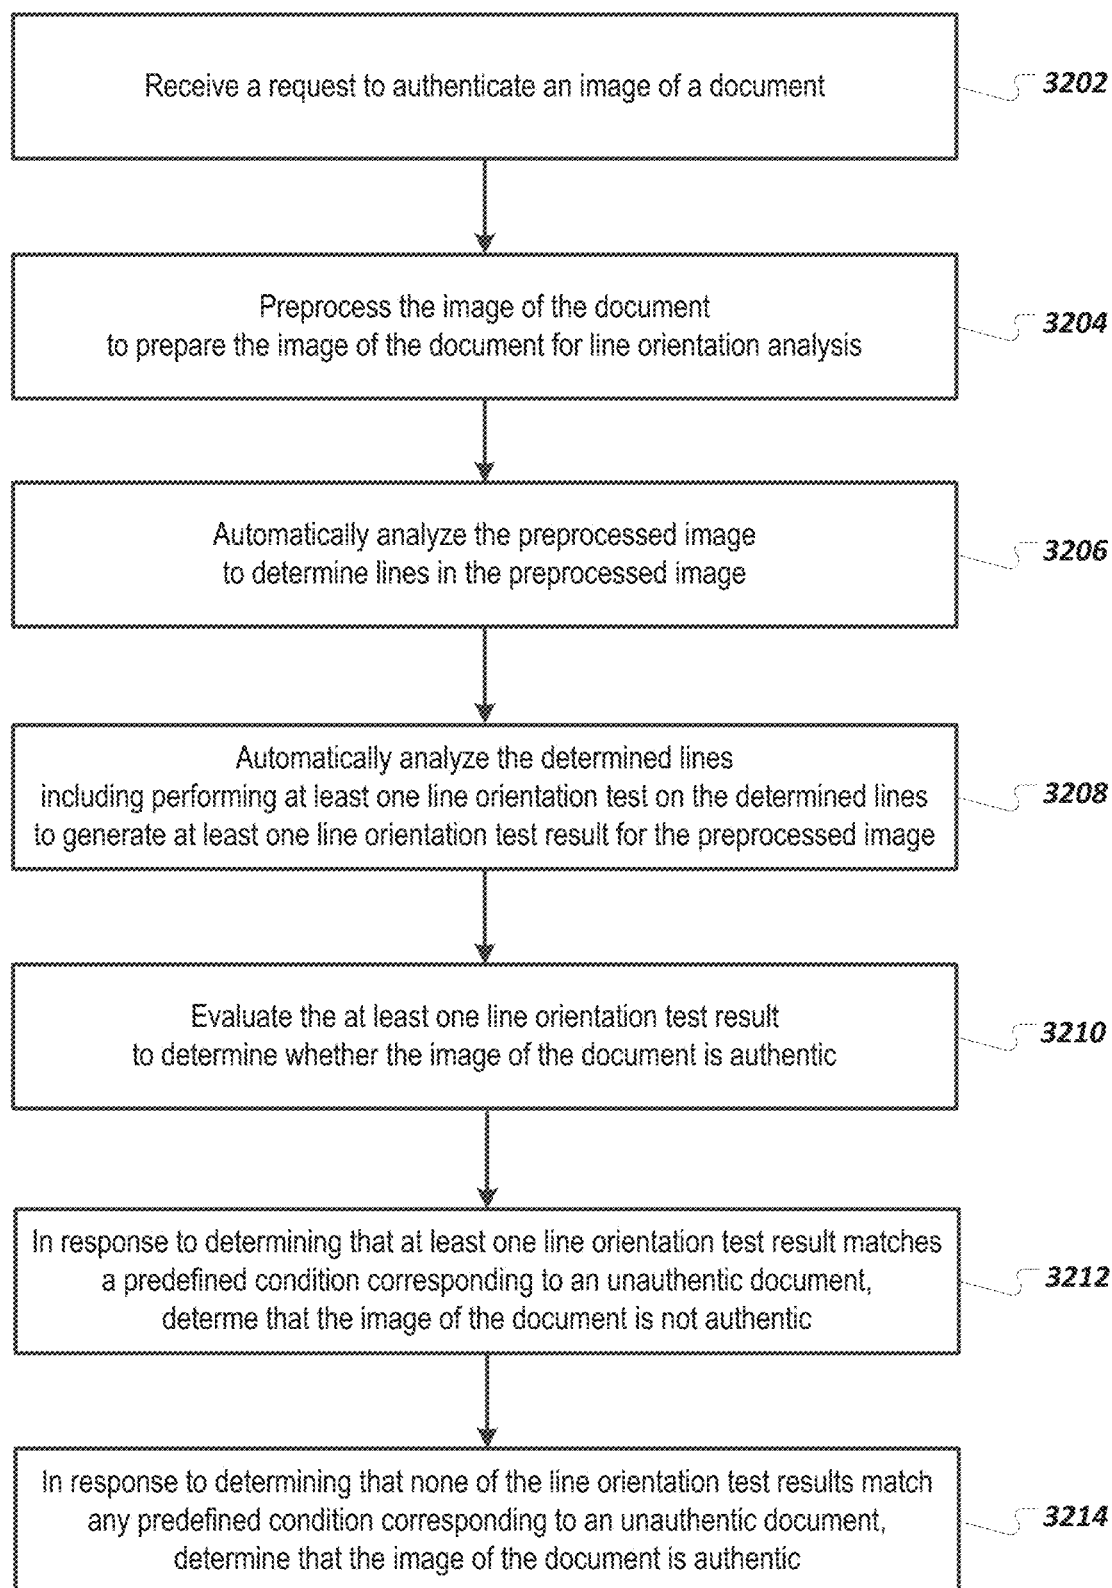 Receive a request to authenticate an image of a document
3202
Preprocess the image of the document
to prepare the image of the document for line orientation analysis
3204
Automatically analyze the preprocessed image
to determine lines in the preprocessed image
3206
Automatically analyze the determined lines
including performing at least one line orientation test on the determined lines
to generate at least one line orientation test result for the preprocessed image
3208
Evaluate the at least one line orientation test result
to determine whether the image of the document is authentic
3210
In response to determining that at least one line orientation test result matches
a predefined condition corresponding to an unauthentic document,
determe that the image of the document is not authentic
3212
In response to determining that none of the line orientation test results match
any predefined condition corresponding to an unauthentic document,
determine that the image of the document is authentic
3214